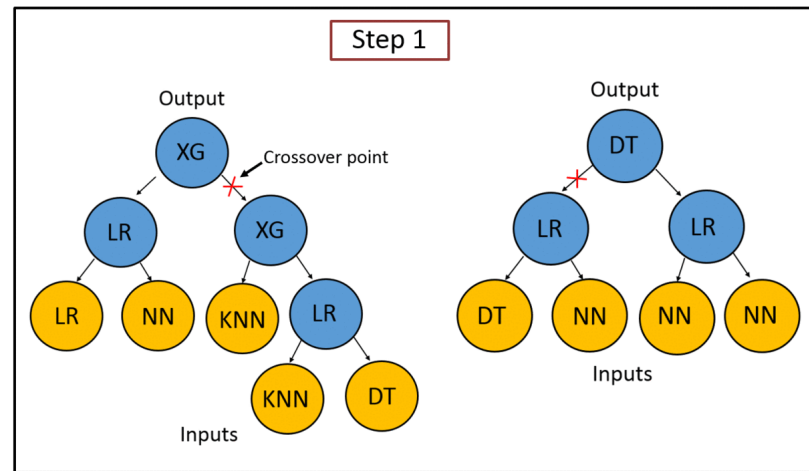 Step 1
Output
XG
Crossover point
LR
XG
LR
NN
KNN
LR
KNN
DT
Inputs
Output
DT
LR
LR
DT
NN
NN
NN
Inputs